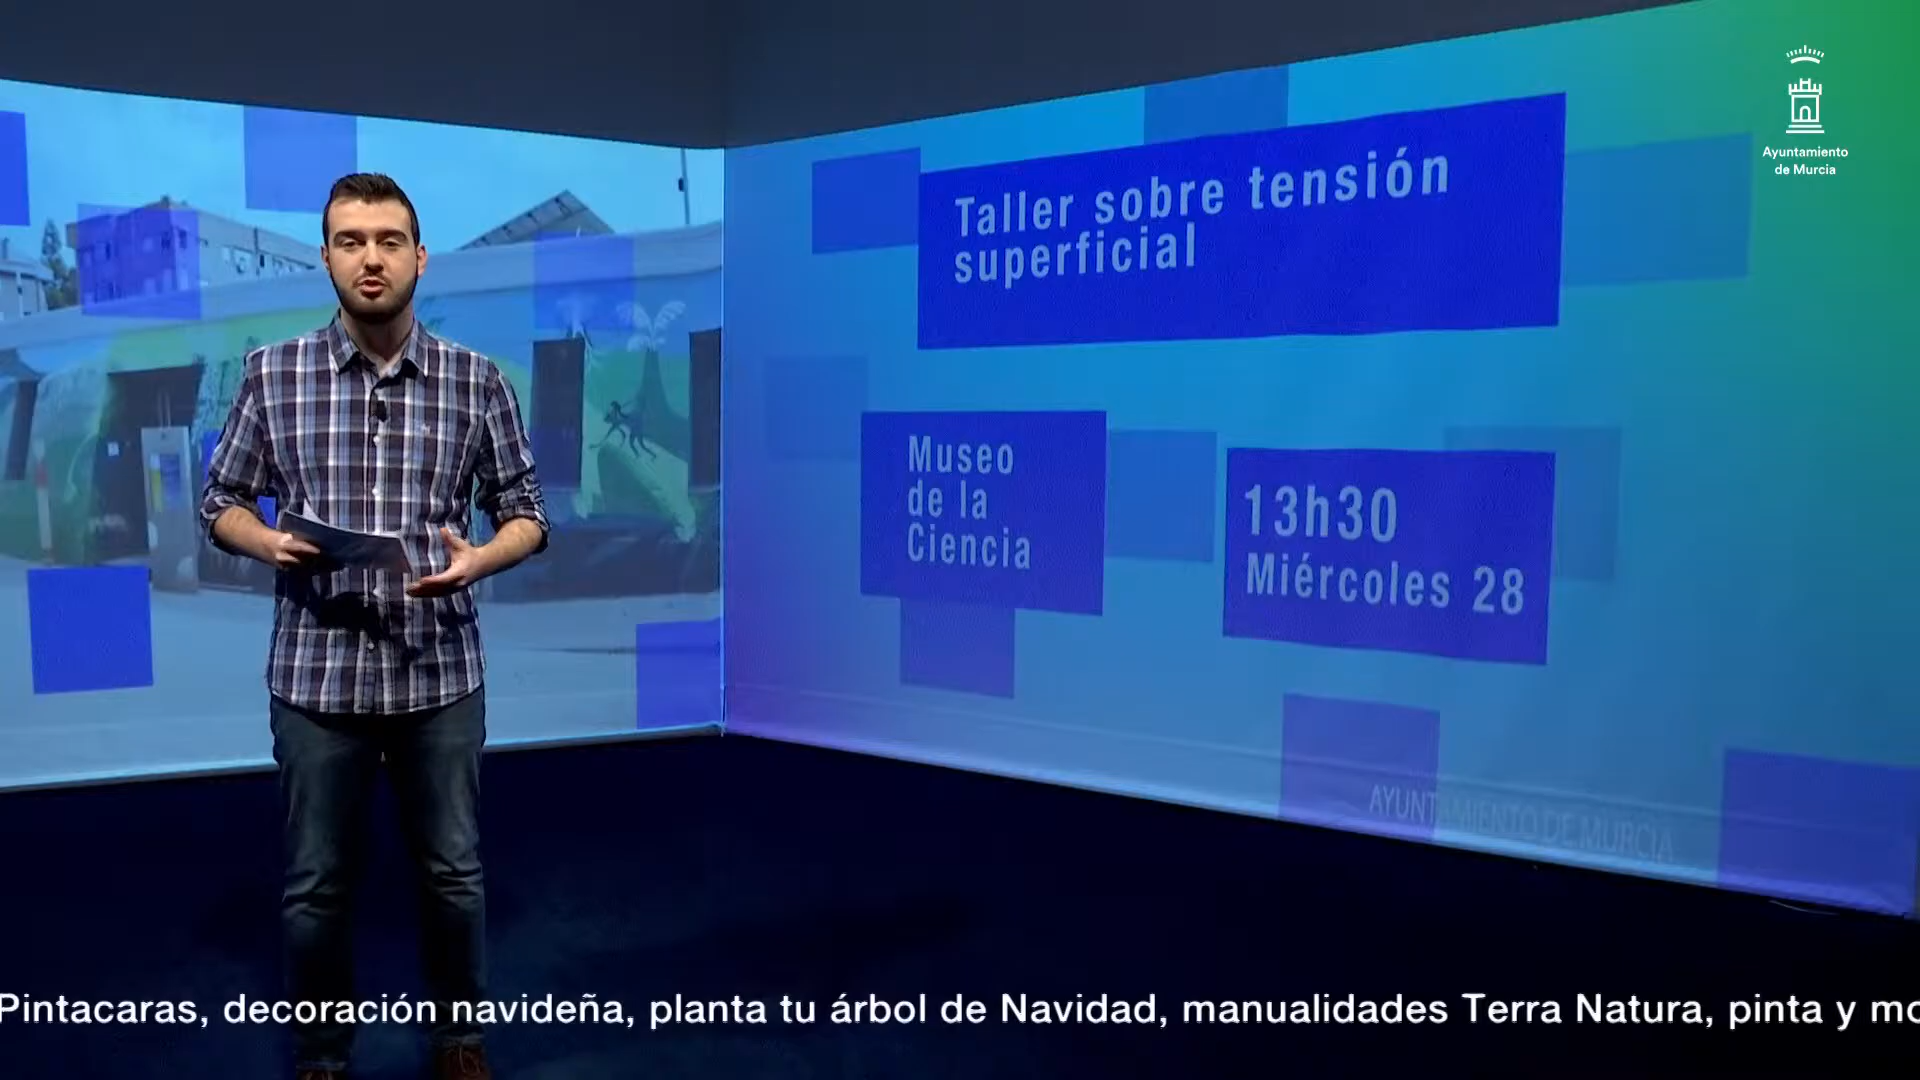 Ayuntamiento
de Murcia
Taller sobre tensión
superficial
Museo
de la
Ciencia
13h30
Miércoles 28
AYUNTAMIENTO DE MURCIA
Pintacaras, decoración navideña, planta tu árbol de Navidad, manualidades Terra Natura, pinta y mo